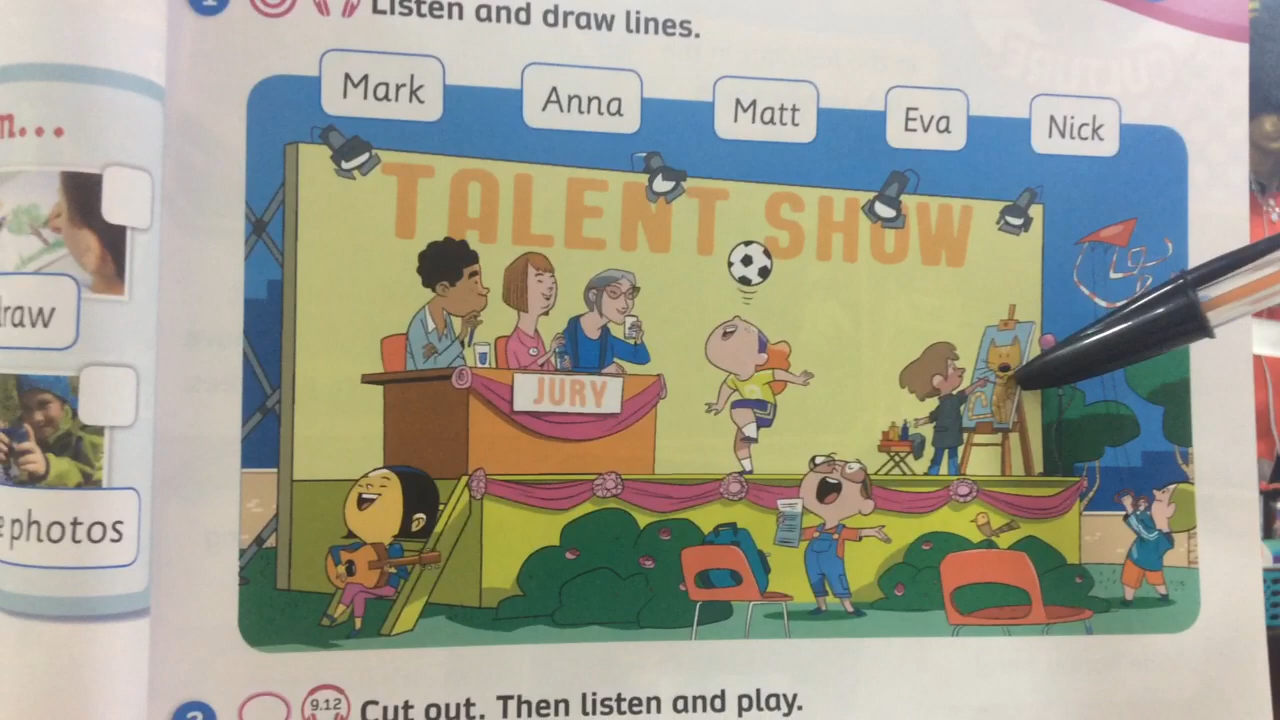 1 Listen and draw lines.
Mark Anna Matt Eva Nick
TALENT SHOW
JURY
9.12 Cut out. Then listen and play.
photos